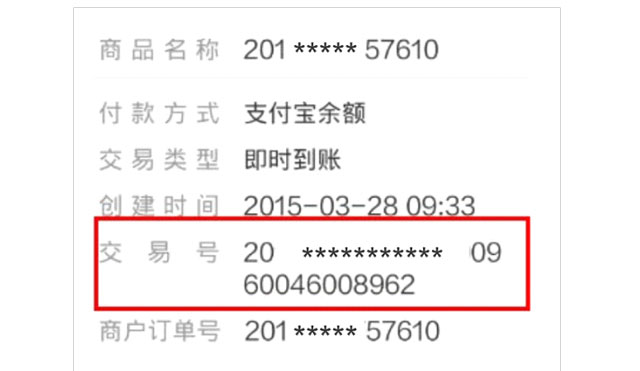 商品名称 201 ***** 57610
付款方式 支付宝余额
交易类型 即时到账
创建时间 2015-03-28 09:33
交易号 20 *********** 09
60046008962
商户订单号 201 ***** 57610